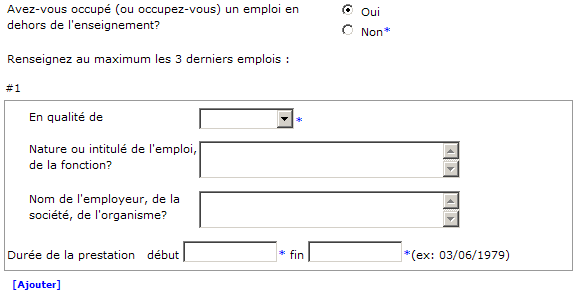 Avez-vous occupé (ou occupez-vous) un emploi en
dehors de l'enseignement?
Oui
Non*
Renseignez au maximum les 3 derniers emplois :
#1
En qualité de *
Nature ou intitulé de l'emploi,
de la fonction?
Nom de l'employeur, de la
société, de l'organisme?
Durée de la prestation début * fin *(ex: 03/06/1979)
[Ajouter]